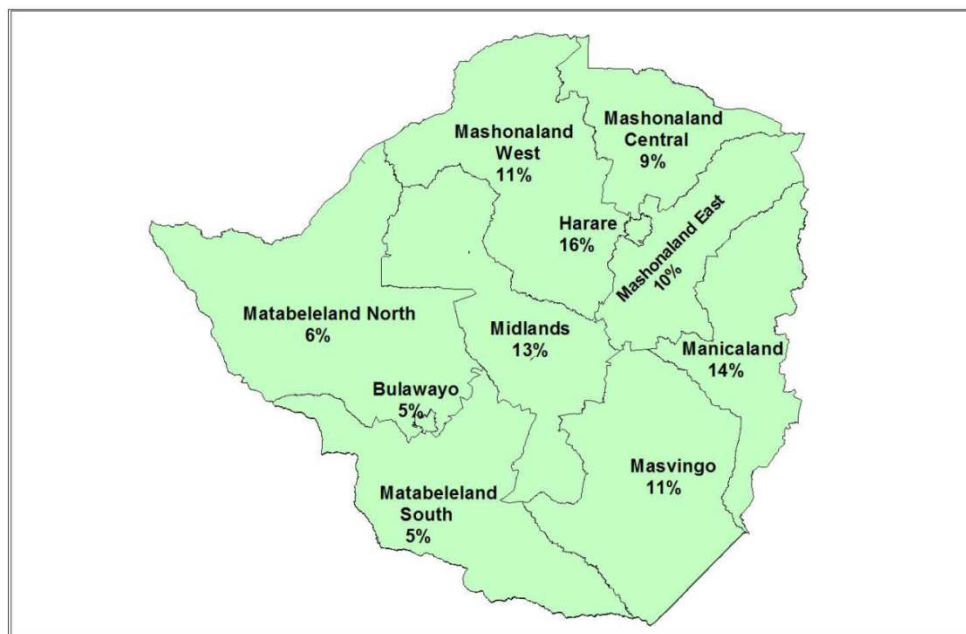 Mashonaland
Central
9%
Mashonaland
West
11%
Harare
16%
Mashonaland East
10%
Matabeleland North
6%
Midlands
13%
Manicaland
14%
Bulawayo
5%
Masvingo
11%
Matabeleland
South
5%